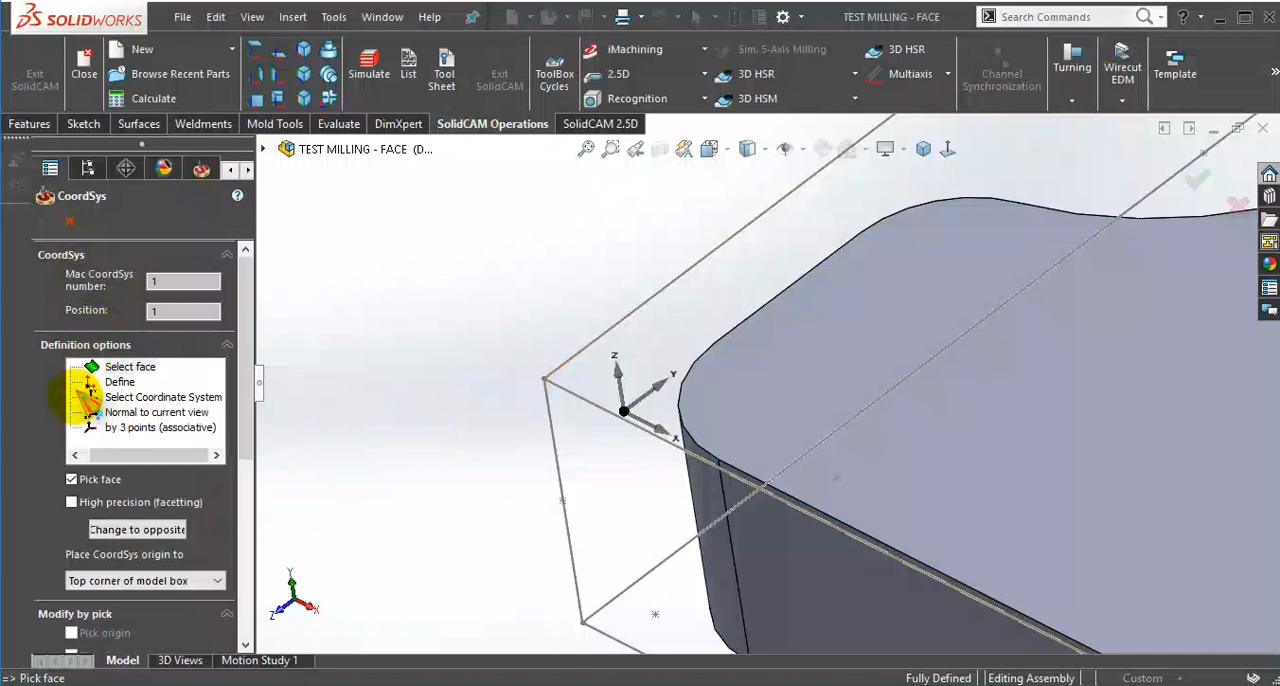 SOLIDWORKS
File Edit View Insert Tools Window Help
TEST MILLING - FACE
Search Commands
Exit SolidCAM
Close
New
Browse Recent Parts
Calculate
Simulate
List
Tool Sheet
Exit SolidCAM
ToolBox Cycles
iMachining
2.5D
Recognition
Sim. 5-Axis Milling
3D HSR
3D HSM
3D HSR
Multiaxis
Channel Synchronization
Turning
Wirecut EDM
Template
Features Sketch Surfaces Weldments Mold Tools Evaluate DimXpert SolidCAM Operations SolidCAM 2.5D
TEST MILLING - FACE (D...
CoordSys
CoordSys
Mac CoordSys number:
1
Position:
1
Definition options
Select face
Define
Select Coordinate System
Normal to current view
by 3 points (associative)
Pick face
High precision (facetting)
Change to opposite
Place CoordSys origin to
Top corner of model box
Modify by pick
Pick origin
Z
Y
X
Y
Z
X
Model 3D Views Motion Study 1
=> Pick face
Fully Defined Editing Assembly Custom